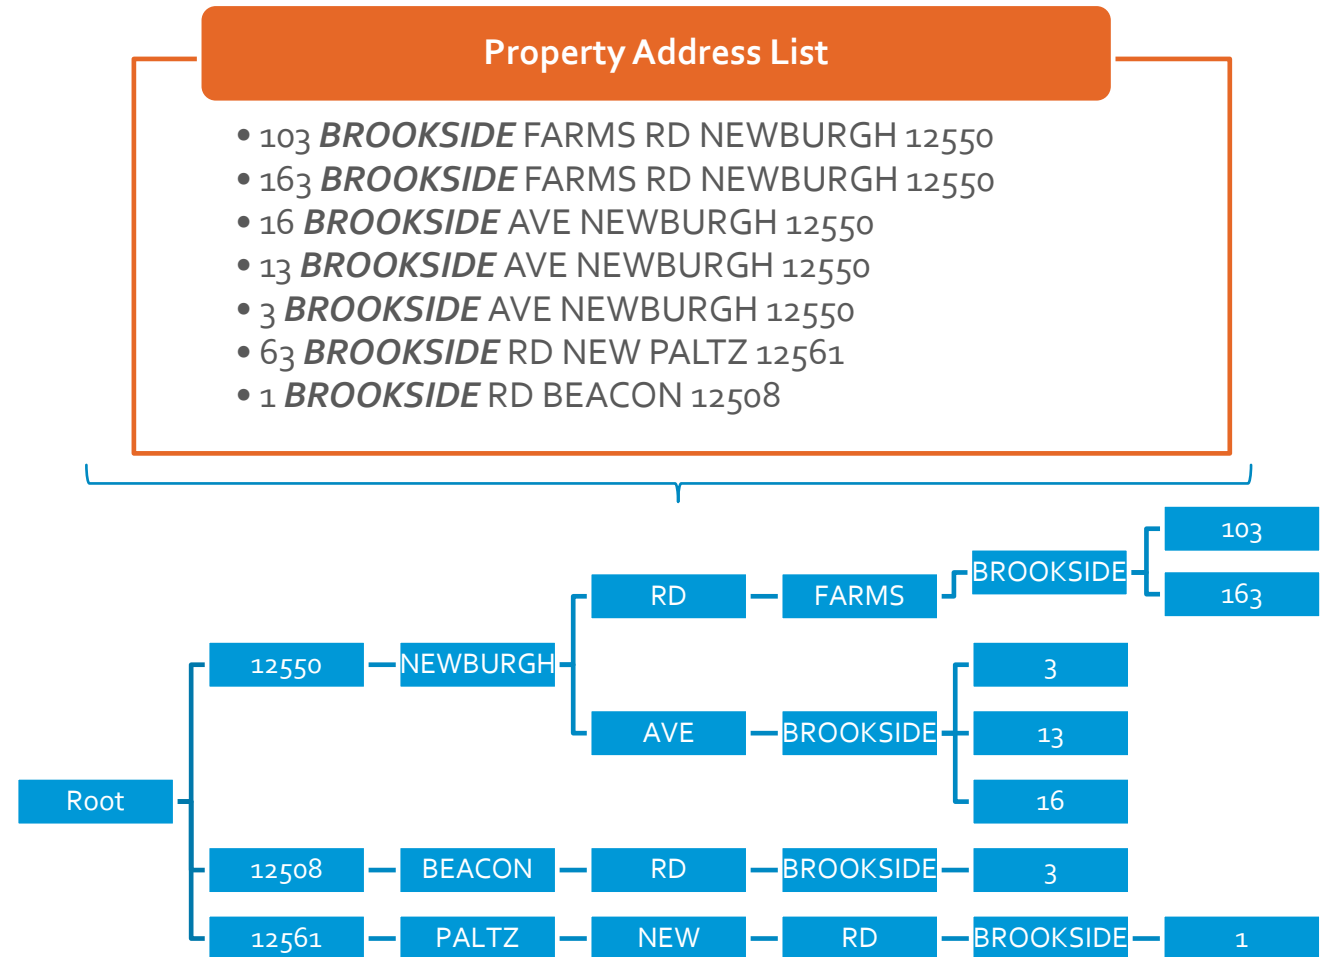 Property Address List
• 103 BROOKSIDE FARMS RD NEWBURGH 12550
• 163 BROOKSIDE FARMS RD NEWBURGH 12550
• 16 BROOKSIDE AVE NEWBURGH 12550
• 13 BROOKSIDE AVE NEWBURGH 12550
• 3 BROOKSIDE AVE NEWBURGH 12550
• 63 BROOKSIDE RD NEW PALTZ 12561
• 1 BROOKSIDE RD BEACON 12508
103
RD FARMS BROOKSIDE
163
12550 NEWBURGH
3
AVE BROOKSIDE 13
16
Root
12508 BEACON RD BROOKSIDE 3
12561 PALTZ NEW RD BROOKSIDE 1